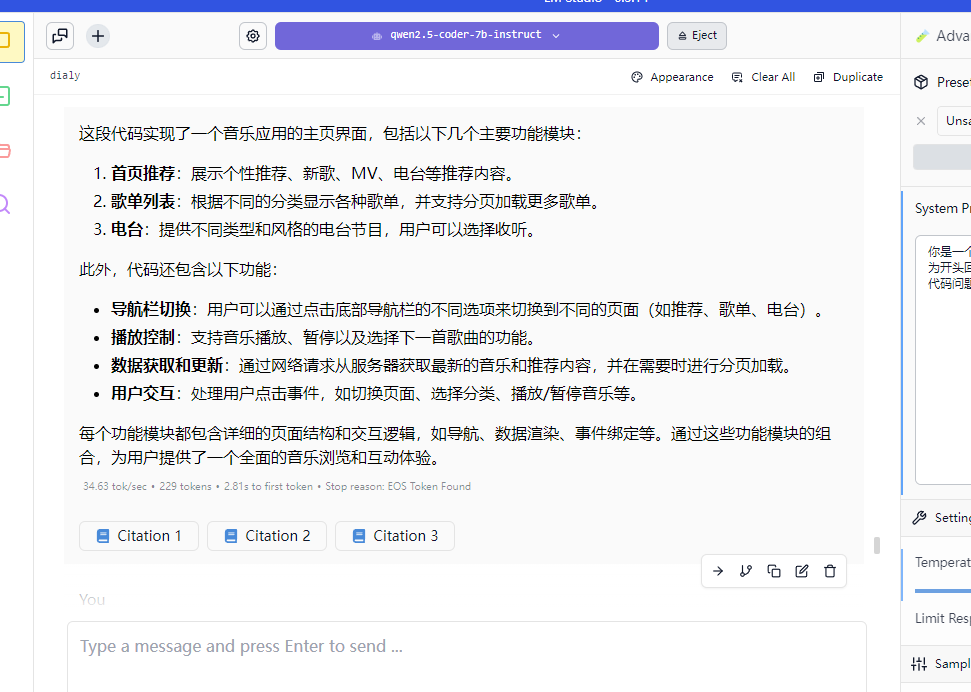 qwen2.5-coder-7b-instruct
Eject
Adva
dialy
Appearance
Clear All
Duplicate
Prese
Unsa
这段代码实现了一个音乐应用的主页界面，包括以下几个主要功能模块：
1. 首页推荐：展示个性推荐、新歌、MV、电台等推荐内容。
2. 歌单列表：根据不同的分类显示各种歌单，并支持分页加载更多歌单。
3. 电台：提供不同类型和风格的电台节目，用户可以选择收听。
此外，代码还包含以下功能：
• 导航栏切换：用户可以通过点击底部导航栏的不同选项来切换到不同的页面（如推荐、歌单、电台）。
• 播放控制：支持音乐播放、暂停以及选择下一首歌曲的功能。
• 数据获取和更新：通过网络请求从服务器获取最新的音乐和推荐内容，并在需要时进行分页加载。
• 用户交互：处理用户点击事件，如切换页面、选择分类、播放/暂停音乐等。
每个功能模块都包含详细的页面结构和交互逻辑，如导航、数据渲染、事件绑定等。通过这些功能模块的组
合，为用户提供了一个全面的音乐浏览和互动体验。
34.63 tok/sec • 229 tokens • 2.81s to first token • Stop reason: EOS Token Found
Citation 1
Citation 2
Citation 3
You
Type a message and press Enter to send ...
System Pr
你是一个
为开头回
代码问题
Setting
Temperat
Limit Resp
Sampl